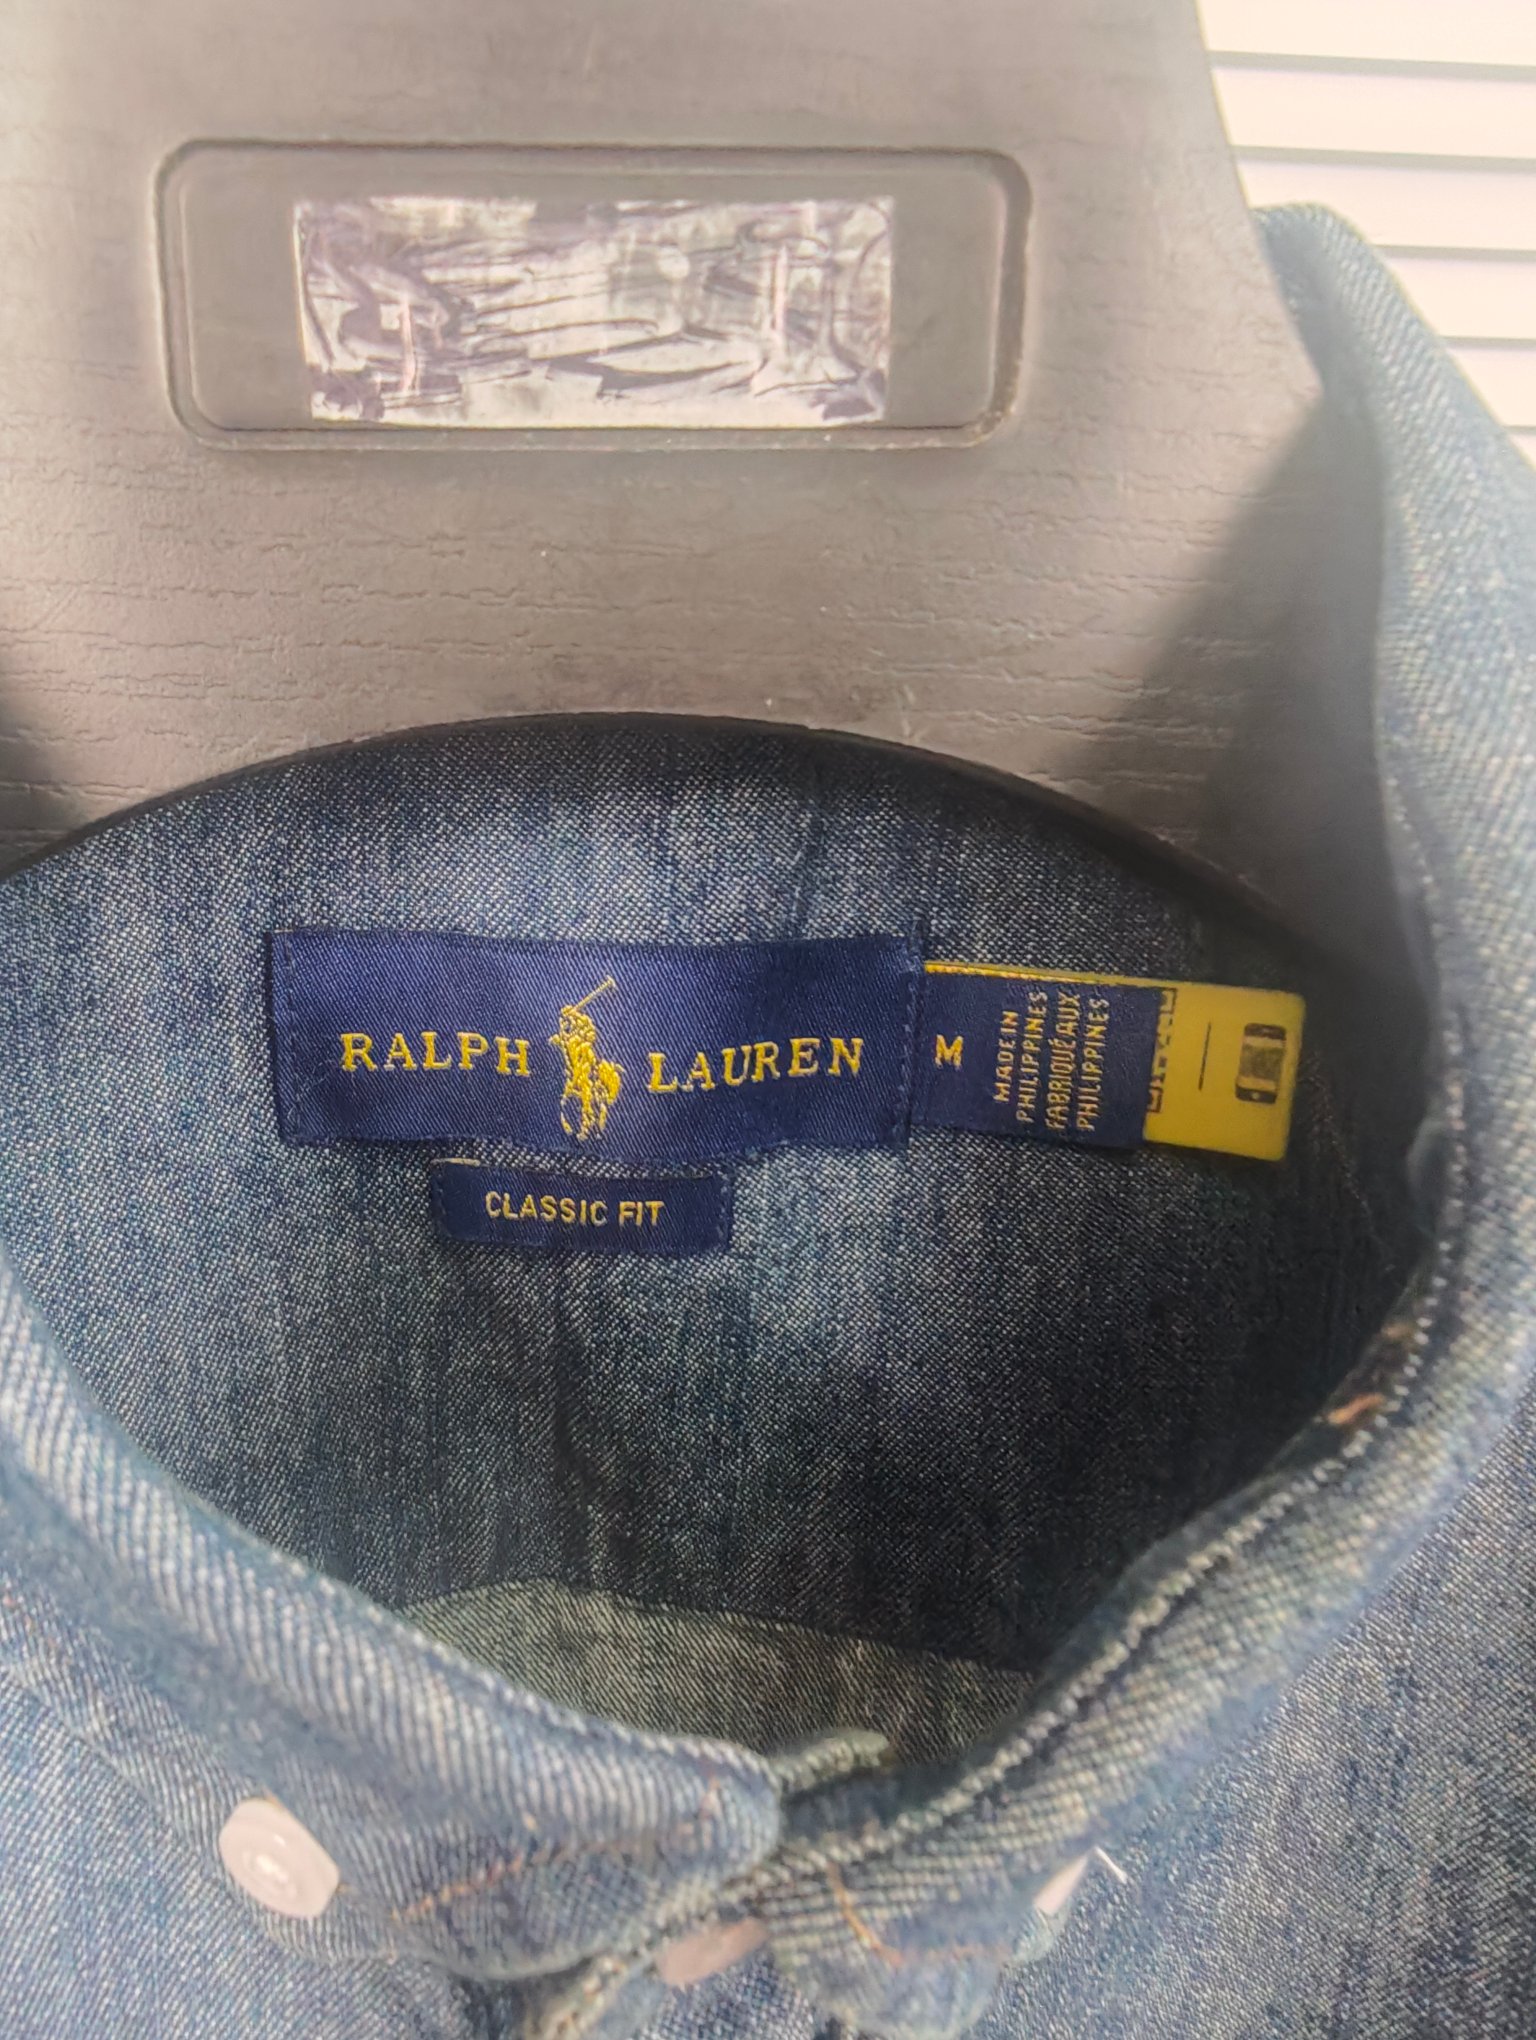 RALPH LAUREN
CLASSIC FIT
M
MADE IN
PHILIPPINES
FABRIQUÉ AUX
PHILIPPINES